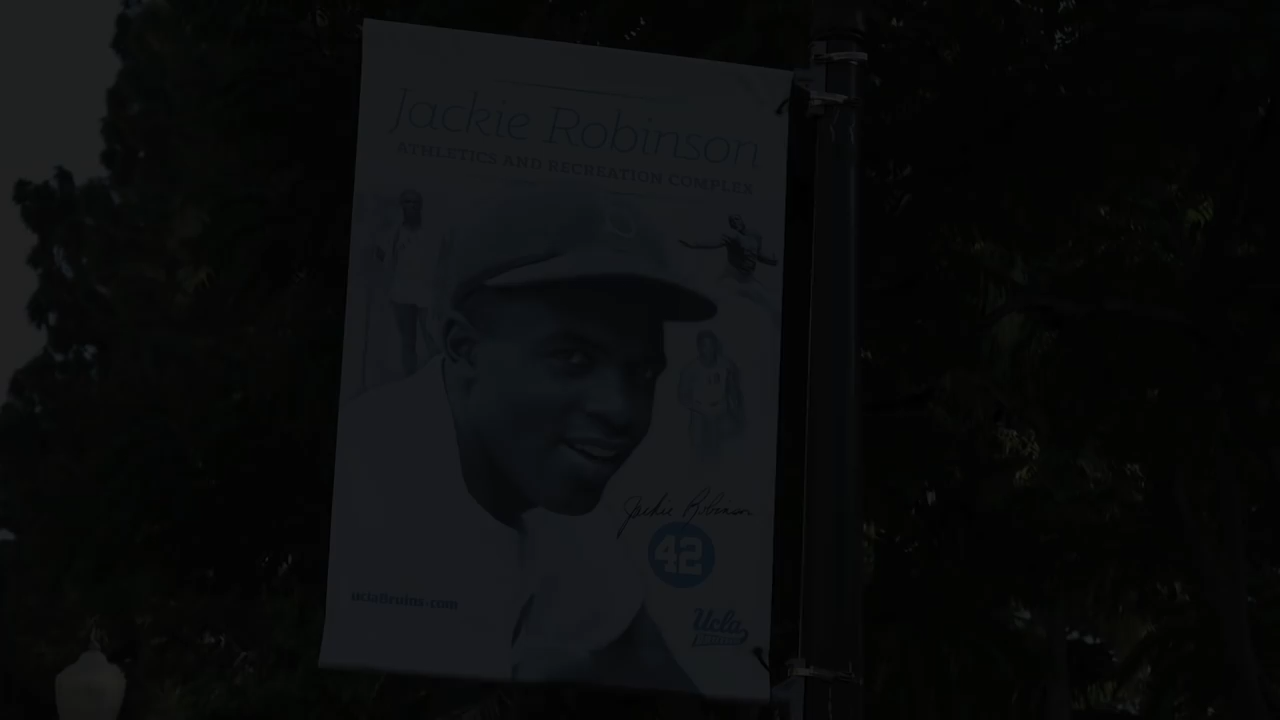 Jackie Robinson
ATHLETICS AND RECREATION COMPLEX
Jackie Robinson
42
uclaBruins.com
Ucla